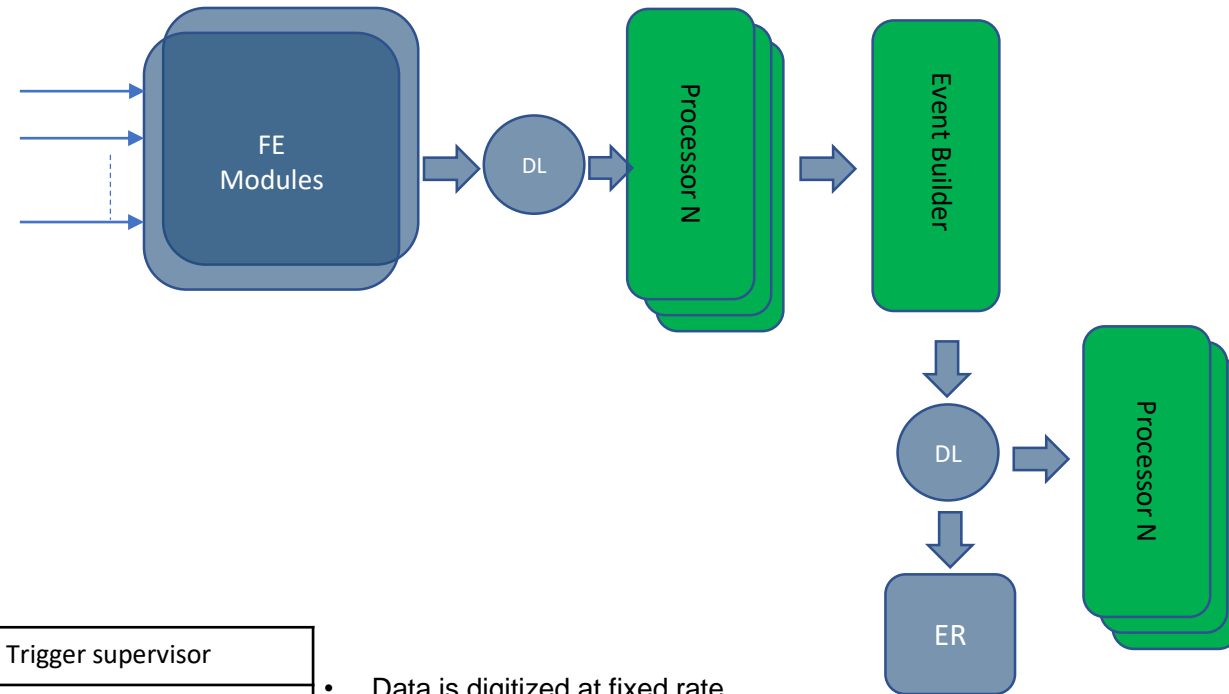 FE
Modules
DL
Processor N
Event Builder
DL
Processor N
ER
Trigger supervisor
• Data is digitized at fixed rate